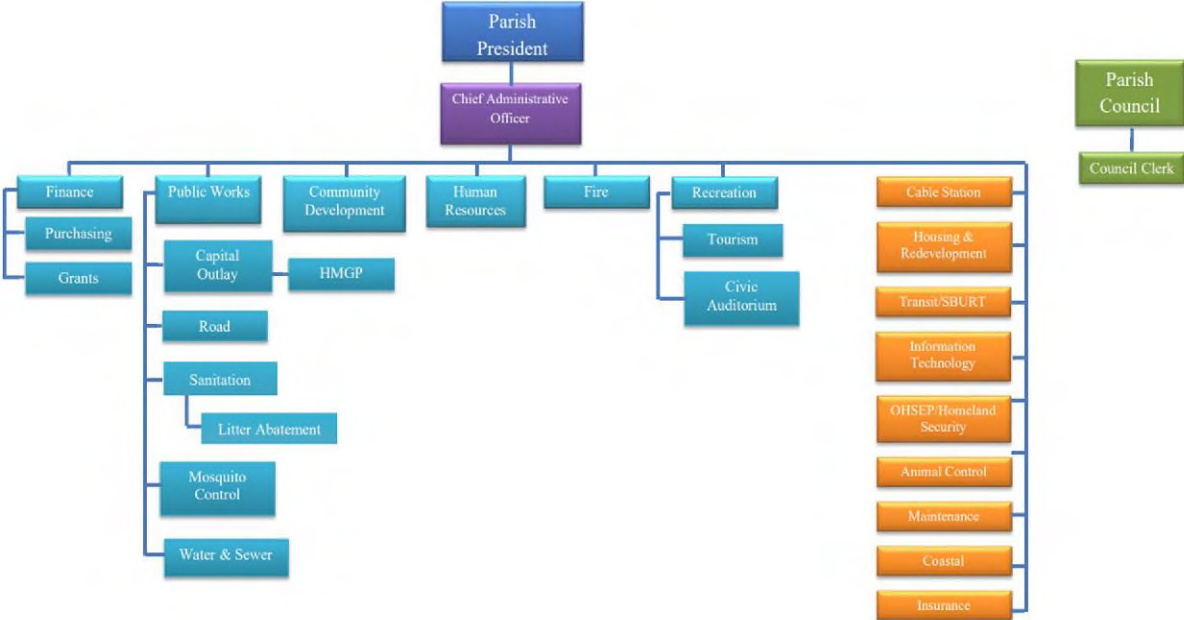 Parish
President
Chief Administrative
Officer
Parish
Council
Council Clerk
Finance
Purchasing
Grants
Public Works
Capital
Outlay
HMGP
Road
Sanitation
Litter Abatement
Mosquito
Control
Water & Sewer
Community
Development
Human
Resources
Fire
Recreation
Tourism
Civic
Auditorium
Cable Station
Housing &
Redevelopment
Transit/SBURT
Information
Technology
OHSEP/Homeland
Security
Animal Control
Maintenance
Coastal
Insurance